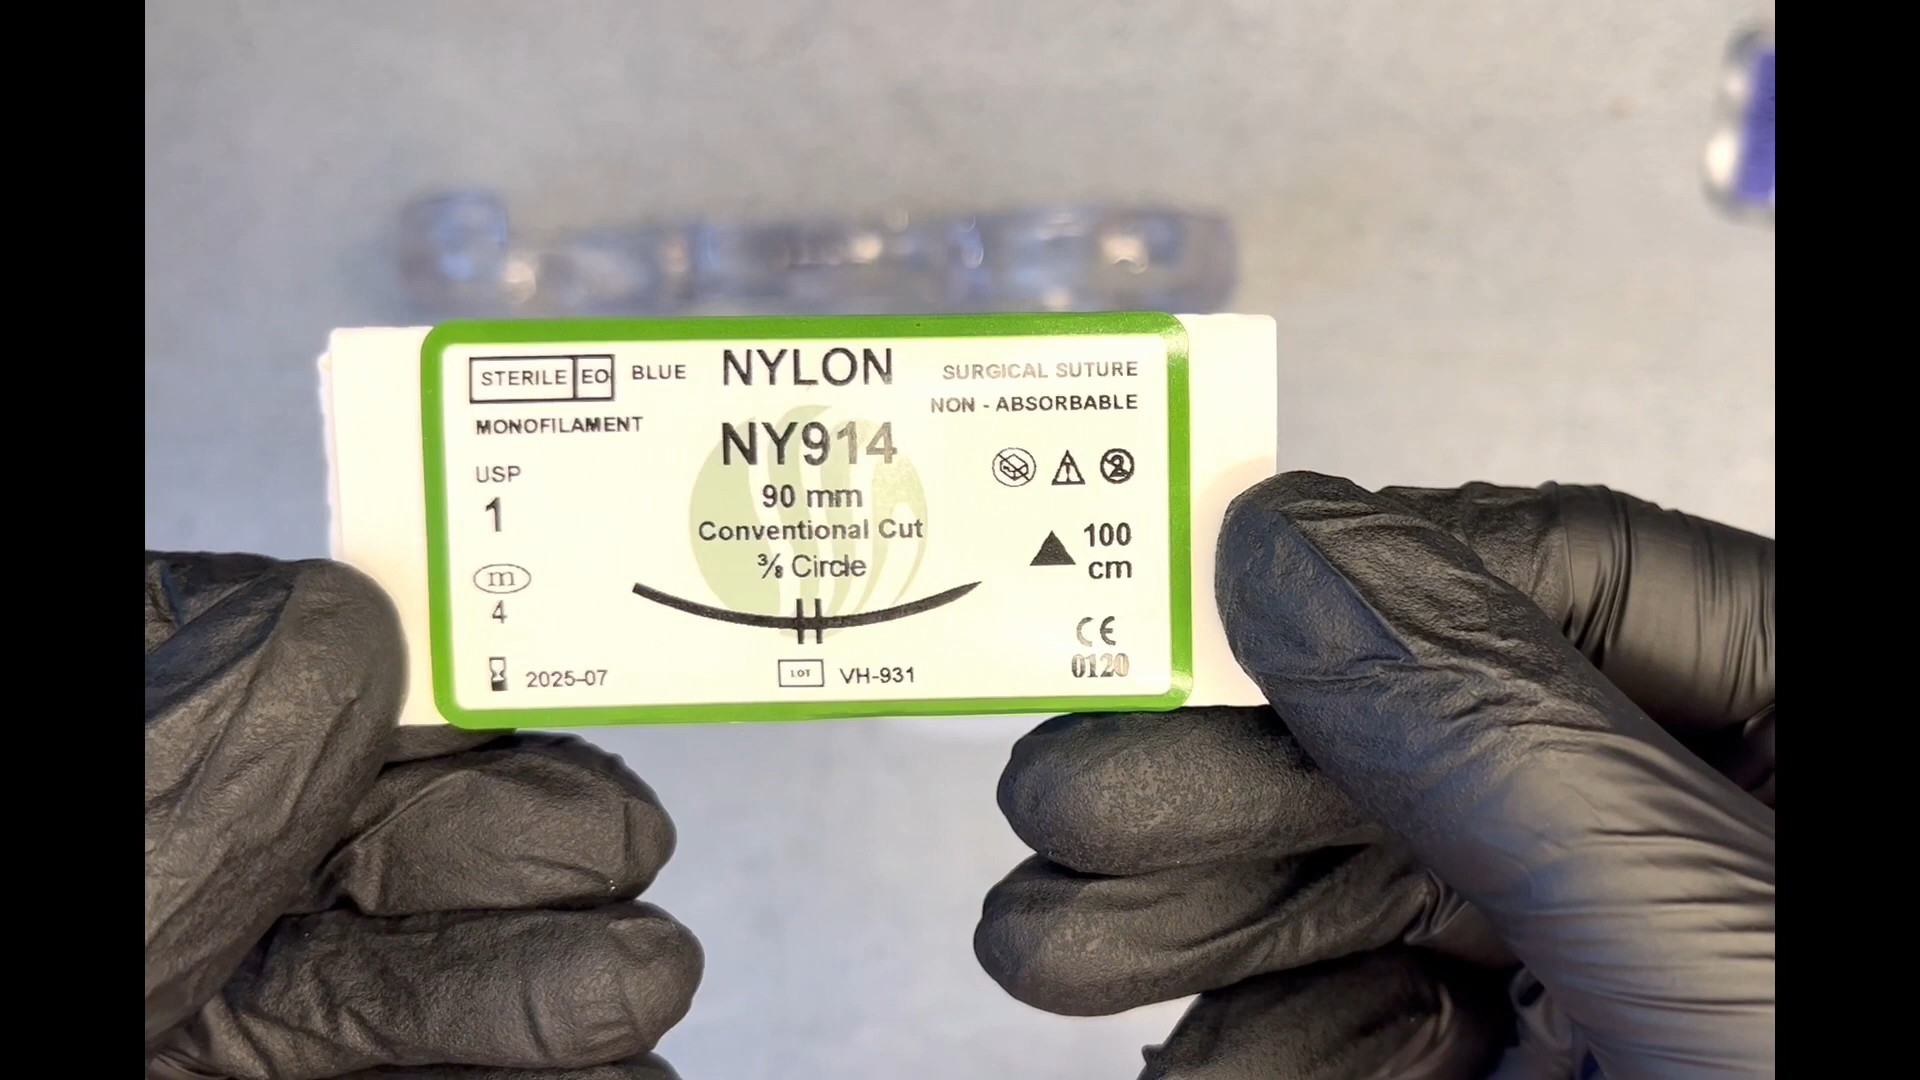 STERILE EO BLUE NYLON SURGICAL SUTURE
MONOFILAMENT NON - ABSORBABLE
NY914
USP
1
90 mm
Conventional Cut
⅜ Circle
100
cm
m
4
2025-07
LOT VH-931
CE
0120